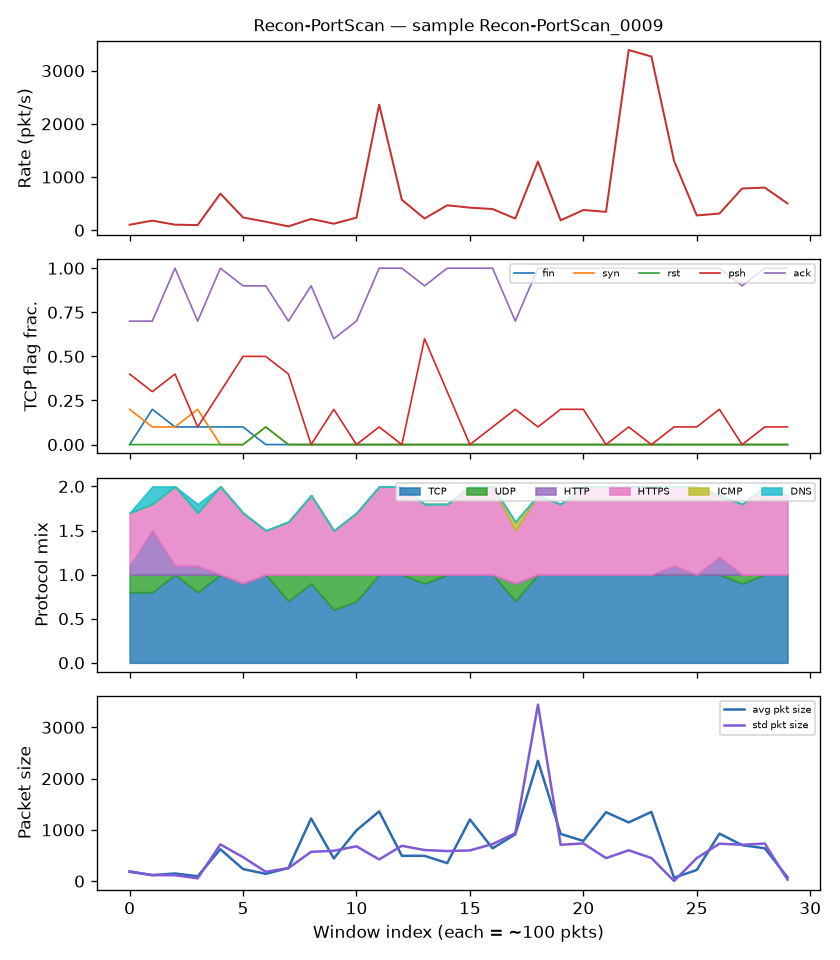 Recon-PortScan — sample Recon-PortScan_0009
Rate (pkt/s)
3000
2000
1000
0
TCP flag frac.
1.00
0.75
0.50
0.25
0.00
fin syn rst psh ack
Protocol mix
2.0
1.5
1.0
0.5
0.0
TCP UDP HTTP HTTPS ICMP DNS
Packet size
3000
2000
1000
0
avg pkt size
std pkt size
0 5 10 15 20 25 30
Window index (each = ~100 pkts)